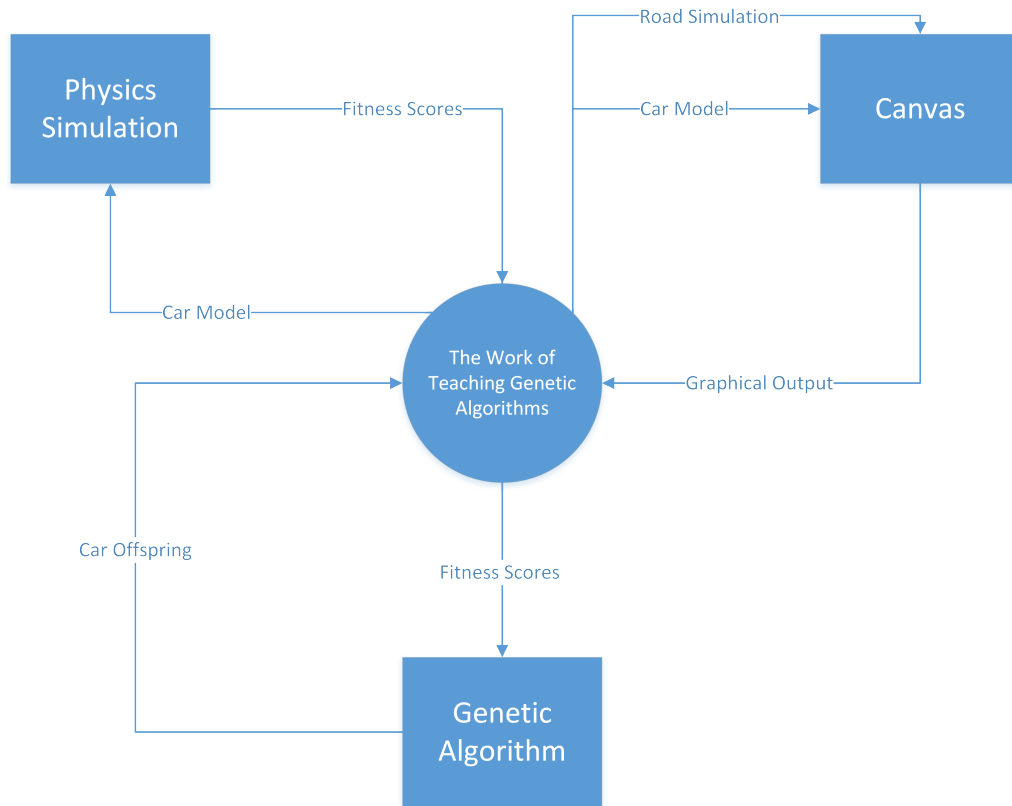 Road Simulation
Physics
Simulation
Fitness Scores
Car Model
Canvas
Car Model
The Work of
Teaching Genetic
Algorithms
Graphical Output
Car Offspring
Fitness Scores
Genetic
Algorithm